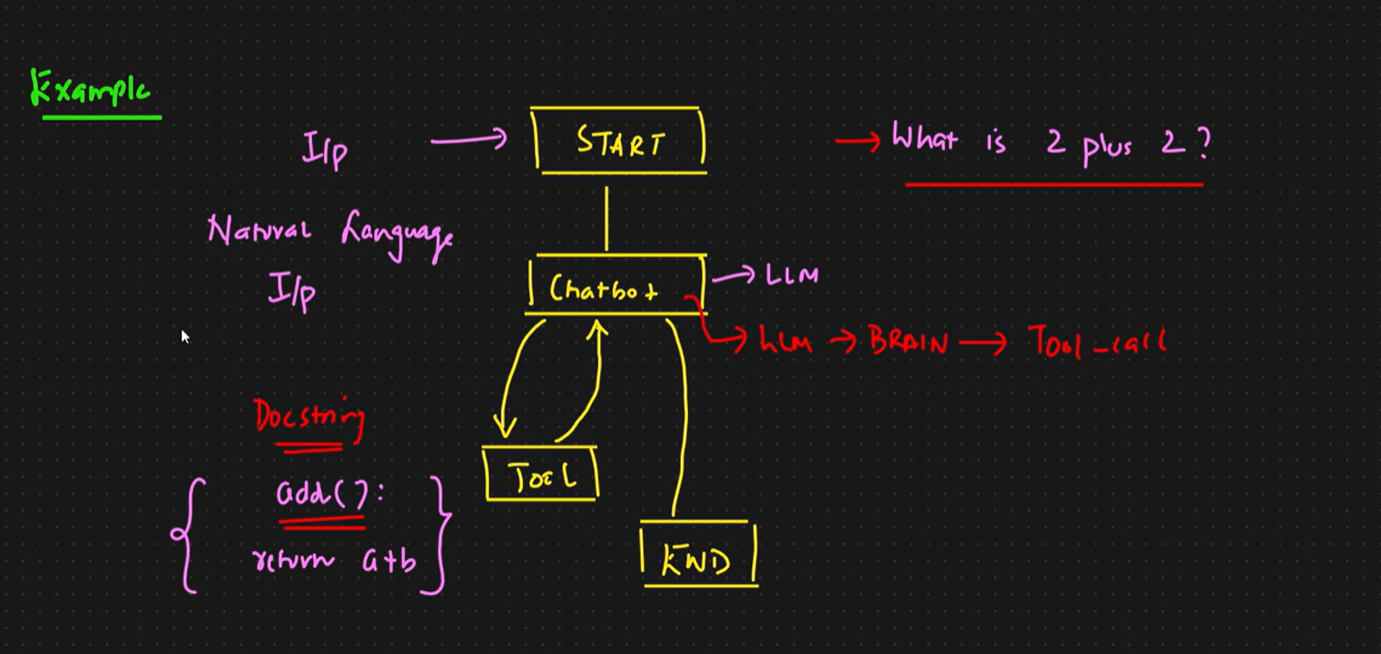 Example
I/p → START → What is 2 plus 2?
Natural Language
I/p
Chatbot → LLM
→ LLM → BRAIN → Tool-call
Docstring
add():
return a+b
TOOL
END